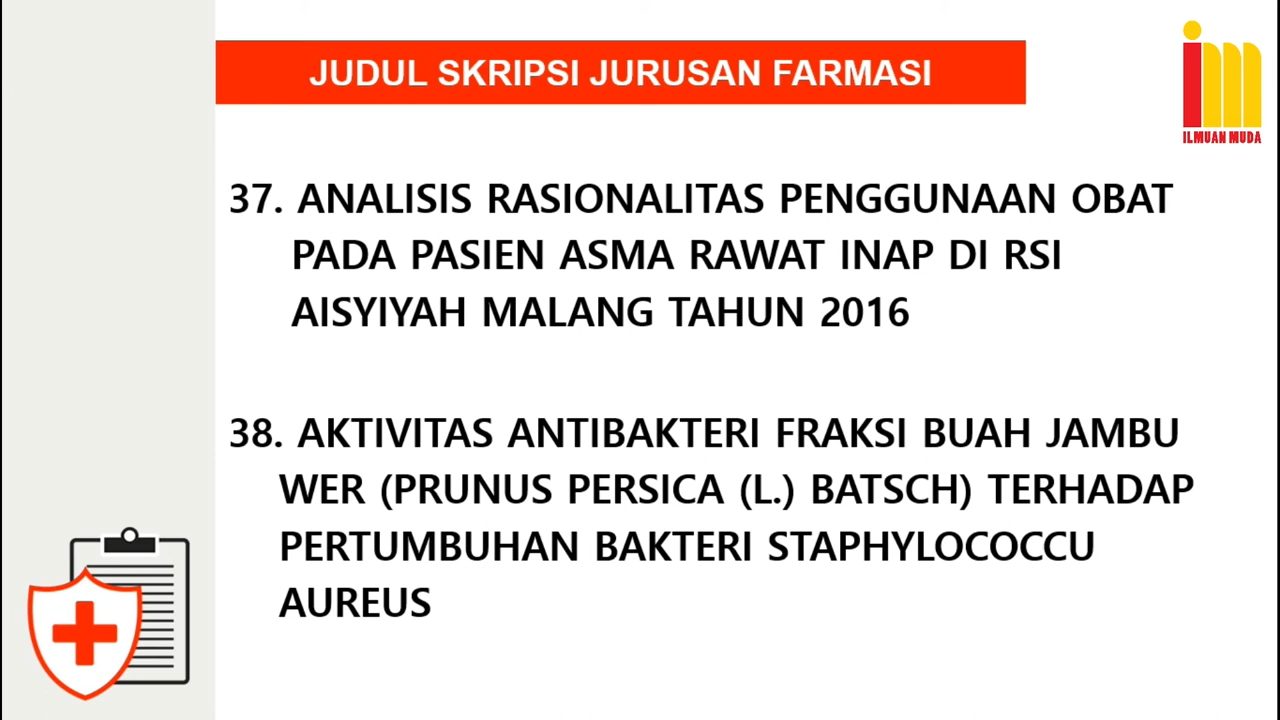 JUDUL SKRIPSI JURUSAN FARMASI
ILMUAN MUDA
37. ANALISIS RASIONALITAS PENGGUNAAN OBAT
PADA PASIEN ASMA RAWAT INAP DI RSI
AISYIYAH MALANG TAHUN 2016
38. AKTIVITAS ANTIBAKTERI FRAKSI BUAH JAMBU
WER (PRUNUS PERSICA (L.) BATSCH) TERHADAP
PERTUMBUHAN BAKTERI STAPHYLOCOCCU
AUREUS